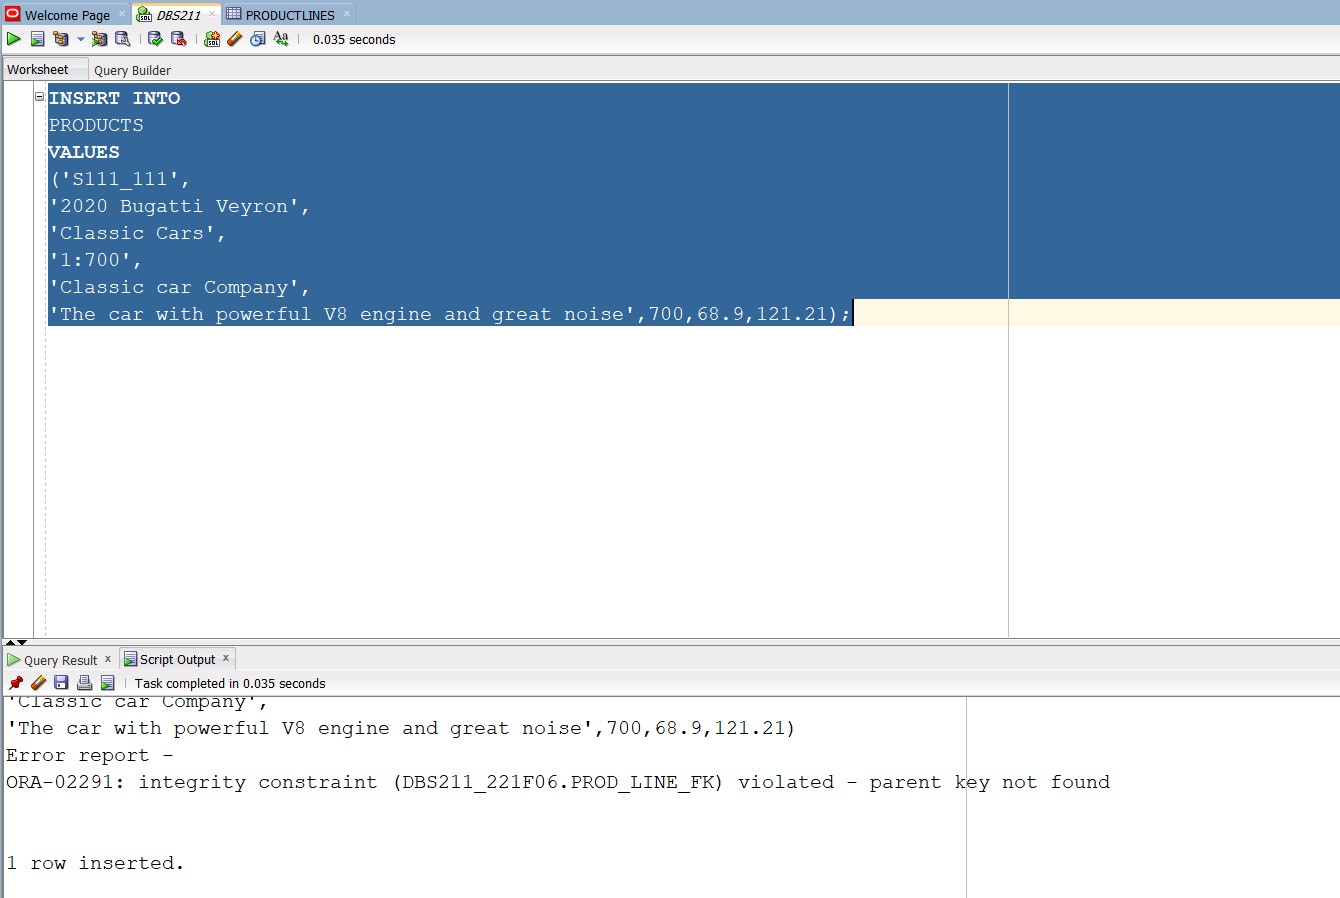 Welcome Page
DBS211
PRODUCTLINES
0.035 seconds
Worksheet
Query Builder
INSERT INTO
PRODUCTS
VALUES
('S111_111',
'2020 Bugatti Veyron',
'Classic Cars',
'1:700',
'Classic car Company',
'The car with powerful V8 engine and great noise',700,68.9,121.21);
Query Result
Script Output
Task completed in 0.035 seconds
'Classic car Company',
'The car with powerful V8 engine and great noise',700,68.9,121.21)
Error report -
ORA-02291: integrity constraint (DBS211_221F06.PROD_LINE_FK) violated - parent key not found
1 row inserted.